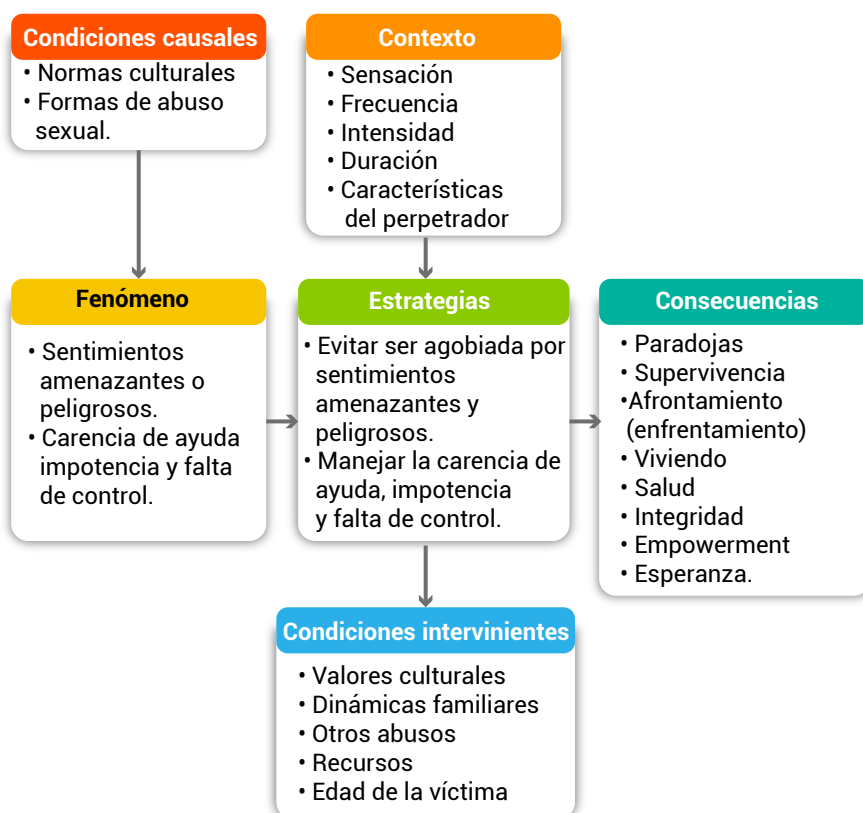 Condiciones causales
• Normas culturales
• Formas de abuso
sexual.
Contexto
• Sensación
• Frecuencia
• Intensidad
• Duración
• Características
del perpetrador
Fenómeno
• Sentimientos
amenazantes o
peligrosos.
• Carencia de ayuda
impotencia y falta
de control.
Estrategias
• Evitar ser agobiada por
sentimientos
amenazantes y
peligrosos.
• Manejar la carencia de
ayuda, impotencia
y falta de control.
Consecuencias
• Paradojas
• Supervivencia
•Afrontamiento
(enfrentamiento)
• Viviendo
• Salud
• Integridad
• Empowerment
• Esperanza.
Condiciones intervinientes
• Valores culturales
• Dinámicas familiares
• Otros abusos
• Recursos
• Edad de la víctima